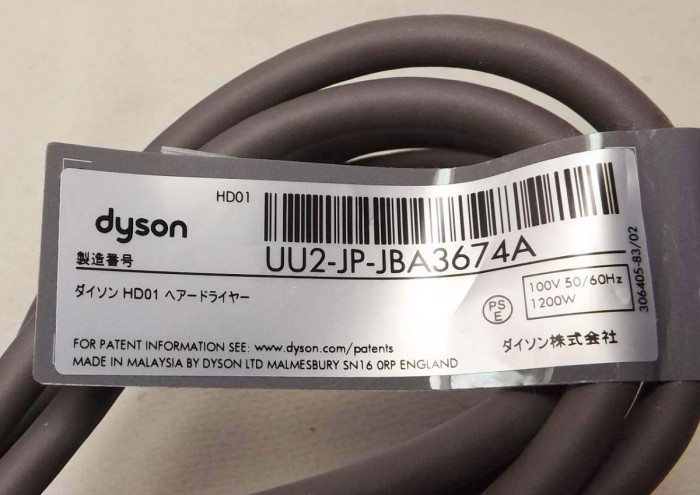 HD01
dyson
製造番号
UU2-JP-JBA3674A
ダイソン HD01 ヘアードライヤー
PS
E
100V 50/60Hz
1200W
306405-83/02
FOR PATENT INFORMATION SEE: www.dyson.com/patents
ダイソン株式会社
MADE IN MALAYSIA BY DYSON LTD MALMESBURY SN16 0RP ENGLAND